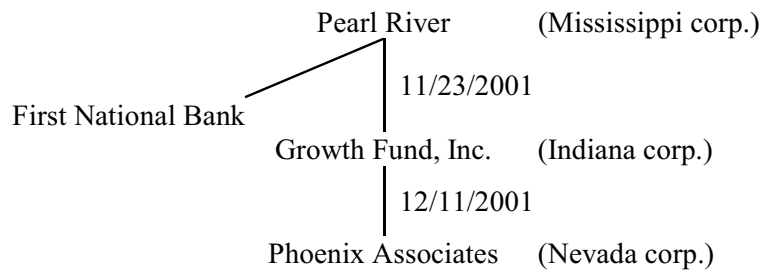 Pearl River (Mississippi corp.)
11/23/2001
First National Bank
Growth Fund, Inc. (Indiana corp.)
12/11/2001
Phoenix Associates (Nevada corp.)